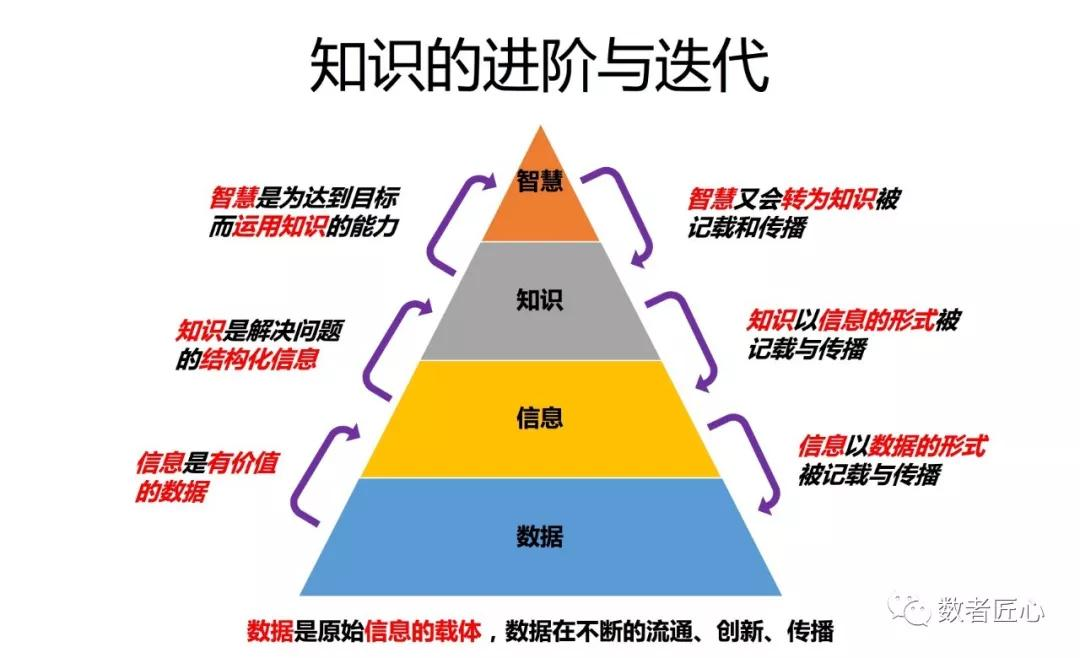 知识的进阶与迭代
智慧
智慧是为达到目标
而运用知识的能力
智慧又会转为知识被
记载和传播
知识
知识是解决问题
的结构化信息
知识以信息的形式被
记载与传播
信息
信息是有价值
的数据
信息以数据的形式
被记载与传播
数据
数据是原始信息的载体，数据在不断的流通、创新、传播
数者匠心